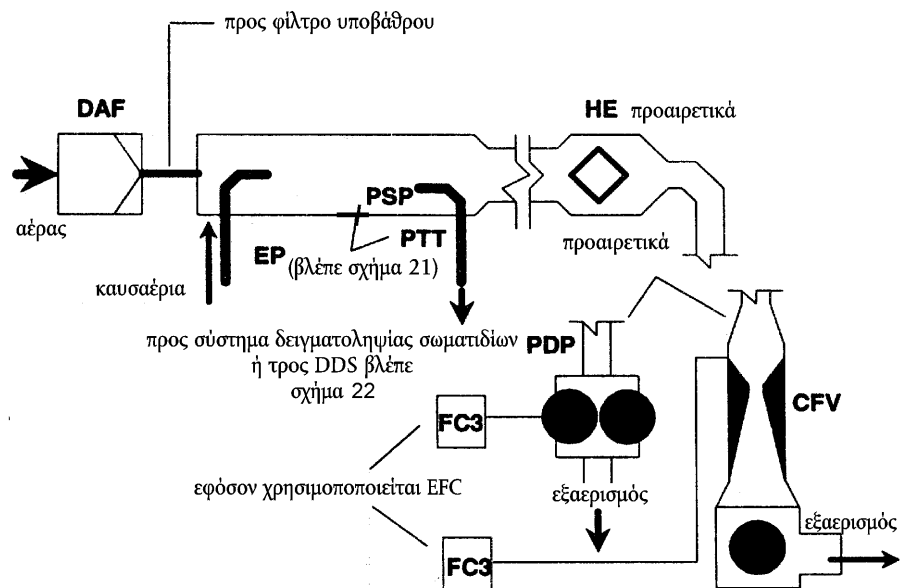 προς φίλτρο υποβάθρου
DAF
HE προαιρετικά
αέρας
PSP
PTT
EP (βλέπε σχήμα 21)
προαιρετικά
καυσαέρια
προς σύστημα δειγματοληψίας σωματιδίων
ή τρος DDS βλέπε
σχήμα 22
PDP
CFV
FC3
εφόσον χρησιμοποποιείται EFC
εξαερισμός
εξαερισμός
FC3